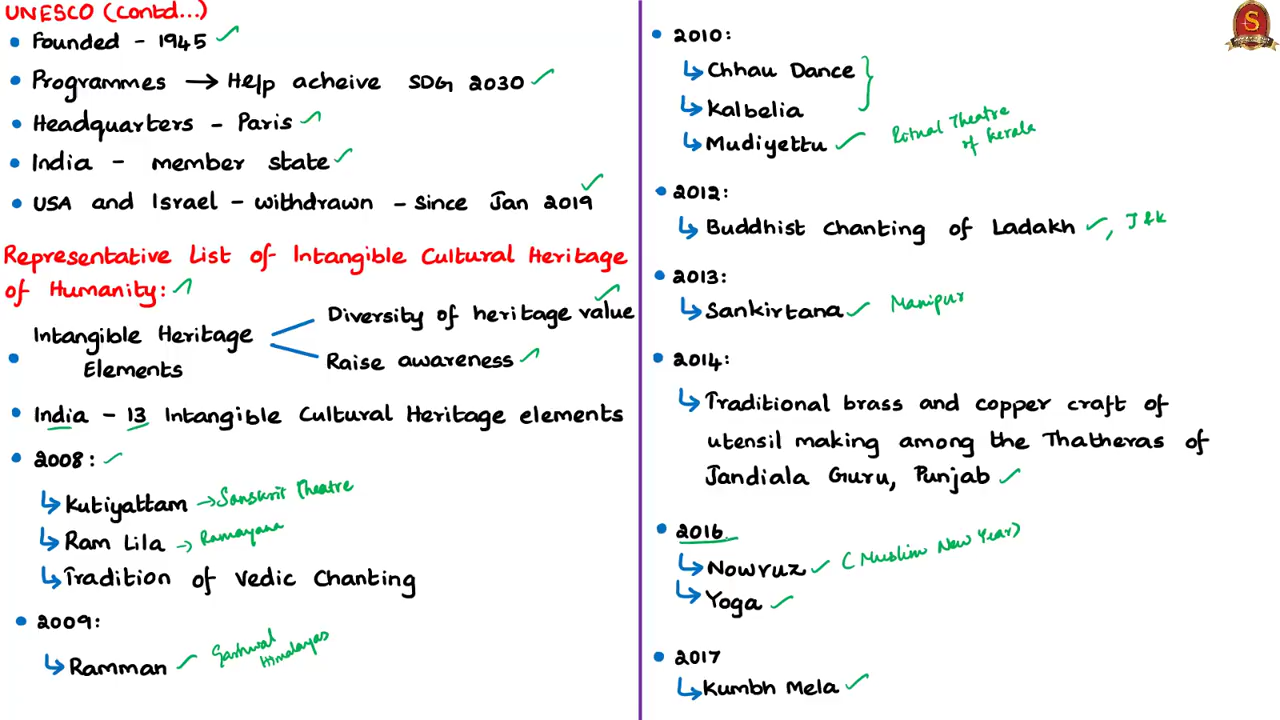 UNESCO (Contd...)
• Founded - 1945 ✓
• Programmes → Help acheive SDG 2030 ✓
• Headquarters - Paris ✓
• India - member state ✓
• USA and Israel - withdrawn - Since Jan 2019 ✓
Representative List of Intangible Cultural Heritage
of Humanity: ✓
• Intangible Heritage
Elements
Diversity of heritage value ✓
Raise awareness ✓
• India - 13 Intangible Cultural Heritage elements
• 2008: ✓
↳ Kutiyattam → Sanskrit Theatre
↳ Ram Lila → Ramayana
↳ Tradition of Vedic Chanting
• 2009:
↳ Ramman ✓ Garhwal
Himalayas
• 2010:
↳ Chhau Dance }
↳ Kalbelia
↳ Mudiyettu ✓ Ritual Theatre
of Kerala
• 2012:
↳ Buddhist chanting of Ladakh ✓, J&K
• 2013:
↳ Sankirtana ✓ Manipur
• 2014:
↳ Traditional brass and copper craft of
utensil making among the Thatheras of
Jandiala Guru, Punjab ✓
• 2016
↳ Nowruz ✓ (Muslim New Year)
↳ Yoga ✓
• 2017
↳ Kumbh Mela ✓
S